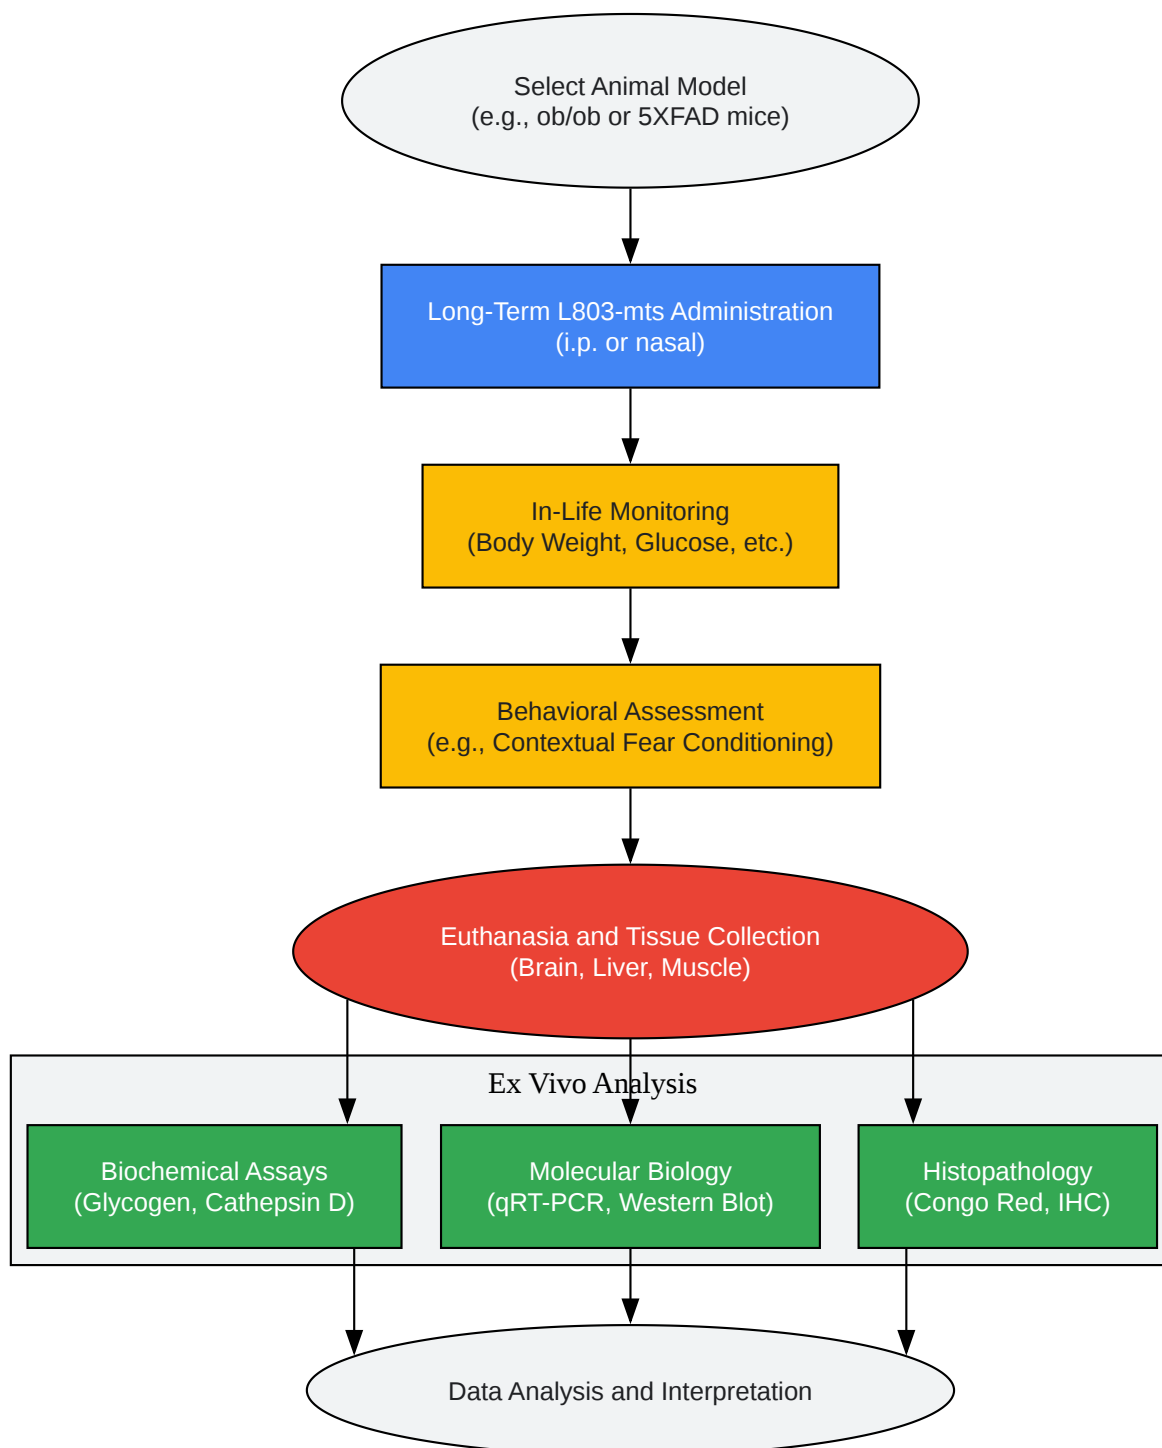 Select Animal Model
(e.g., ob/ob or 5XFAD mice)
Long-Term L803-mts Administration
(i.p. or nasal)
In-Life Monitoring
(Body Weight, Glucose, etc.)
Behavioral Assessment
(e.g., Contextual Fear Conditioning)
Euthanasia and Tissue Collection
(Brain, Liver, Muscle)
Ex Vivo Analysis
Biochemical Assays
(Glycogen, Cathepsin D)
Molecular Biology
(qRT-PCR, Western Blot)
Histopathology
(Congo Red, IHC)
Data Analysis and Interpretation